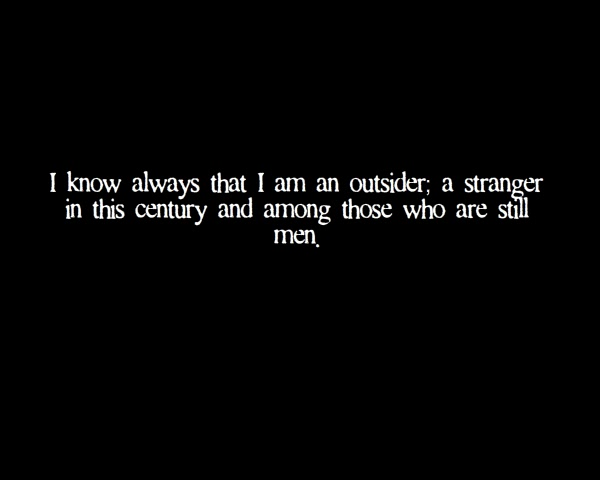 I know always that I am an outsider; a stranger
in this century and among those who are still
men.